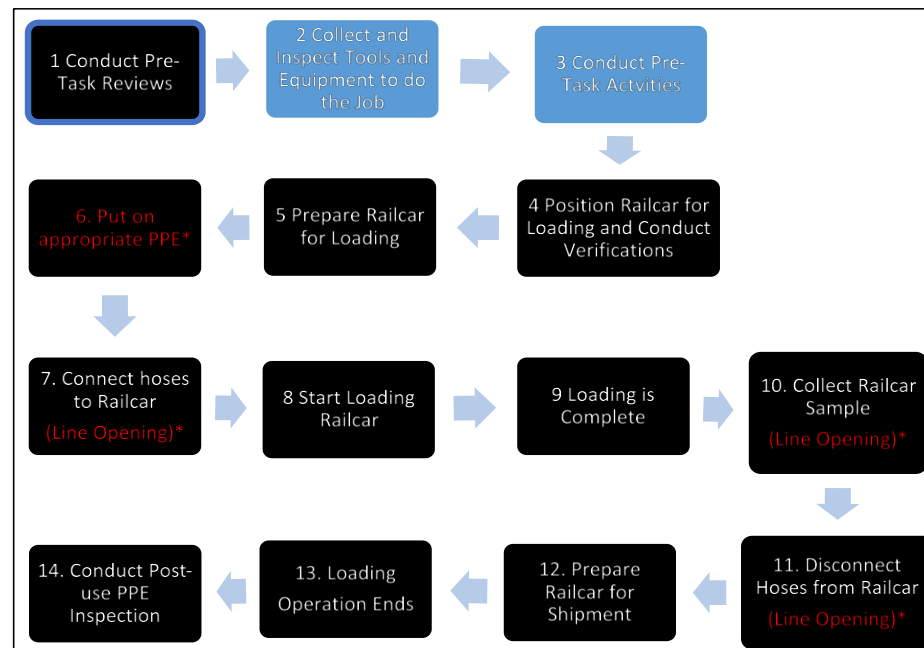 1 Conduct Pre-
Task Reviews
2 Collect and
Inspect Tools and
Equipment to do
the Job
3 Conduct Pre-
Task Actvities
4 Position Railcar for
Loading and Conduct
Verifications
5 Prepare Railcar
for Loading
6. Put on
appropriate PPE*
7. Connect hoses
to Railcar
(Line Opening)*
8 Start Loading
Railcar
9 Loading is
Complete
10. Collect Railcar
Sample
(Line Opening)*
11. Disconnect
Hoses from Railcar
(Line Opening)*
12. Prepare
Railcar for
Shipment
13. Loading
Operation Ends
14. Conduct Post-
use PPE
Inspection